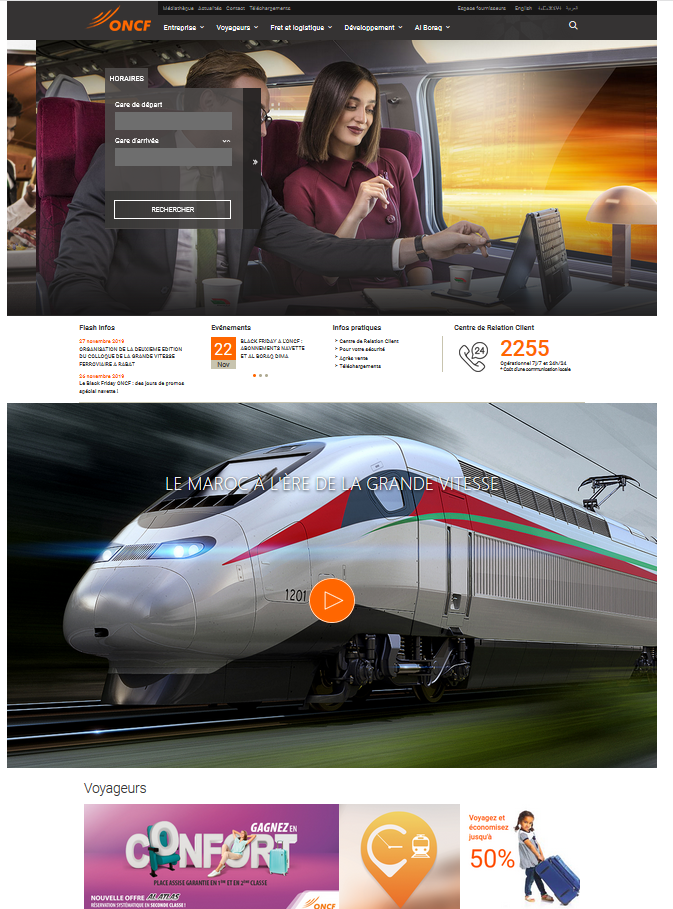 ONCF
Médiathèque Actualités Contact Téléchargements
Espace fournisseurs English ⵜⴰⵎⴰⵣⵉⵖⵜ العربية
Entreprise Voyageurs Fret et logistique Développement Al Boraq
HORAIRES
Gare de départ
Gare d'arrivée
RECHERCHER
Flash Infos
27 novembre 2019
ORGANISATION DE LA DEUXIEME EDITION
DU COLLOQUE DE LA GRANDE VITESSE
FERROVIAIRE A RABAT
26 novembre 2019
Le Black Friday ONCF : des jours de promos
spécial navette !
Evénements
22
Nov
BLACK FRIDAY A L'ONCF :
ABONNEMENTS NAVETTE
ET AL BORAQ DIMA
Infos pratiques
> Centre de Relation Client
> Pour votre sécurité
> Après vente
> Téléchargements
Centre de Relation Client
24
2255
Opérationnel 7j/7 et 24h/24
* Coût d'une communication locale
LE MAROC À L'ÈRE DE LA GRANDE VITESSE
1201
Voyageurs
GAGNEZ EN
CONFORT
PLACE ASSISE GARANTIE EN 1ÈRE ET EN 2ÈME CLASSE
NOUVELLE OFFRE AL ATLAS
RÉSERVATION SYSTÉMATIQUE EN SECONDE CLASSE !
ONCF
Voyagez et
économisez
jusqu'à
50%